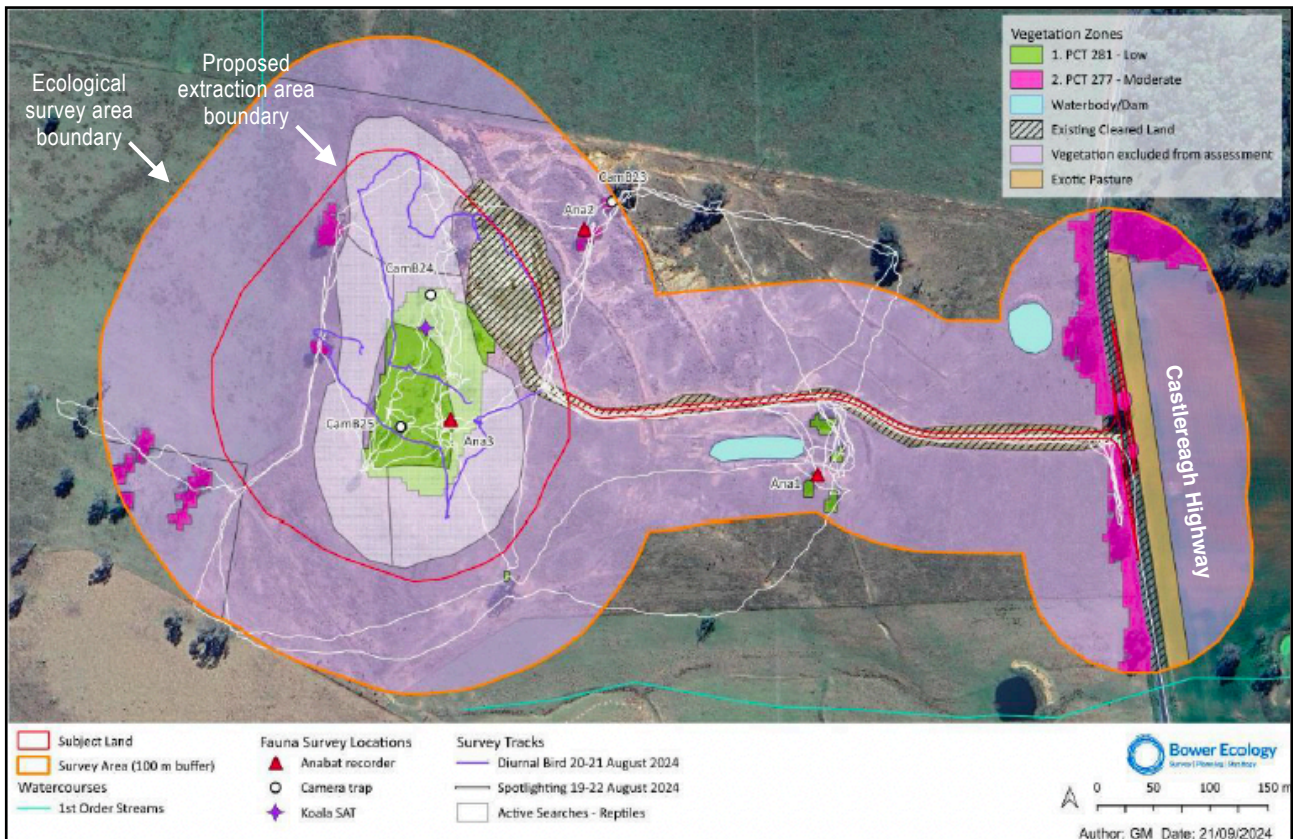 Ecological
survey area
boundary
Proposed
extraction area
boundary
Vegetation Zones
1. PCT 281 - Low
2. PCT 277 - Moderate
Waterbody/Dam
Existing Cleared Land
Vegetation excluded from assessment
Exotic Pasture
CamB23
Ana2
CamB24
CamB25
Ana3
Ana1
Castlereagh Highway
Subject Land
Survey Area (100 m buffer)
Watercourses
1st Order Streams
Fauna Survey Locations
Anabat recorder
Camera trap
Koala SAT
Survey Tracks
Diurnal Bird 20-21 August 2024
Spotlighting 19-22 August 2024
Active Searches - Reptiles
Bower Ecology
0 50 100 150 m
Author: GM Date: 21/09/2024